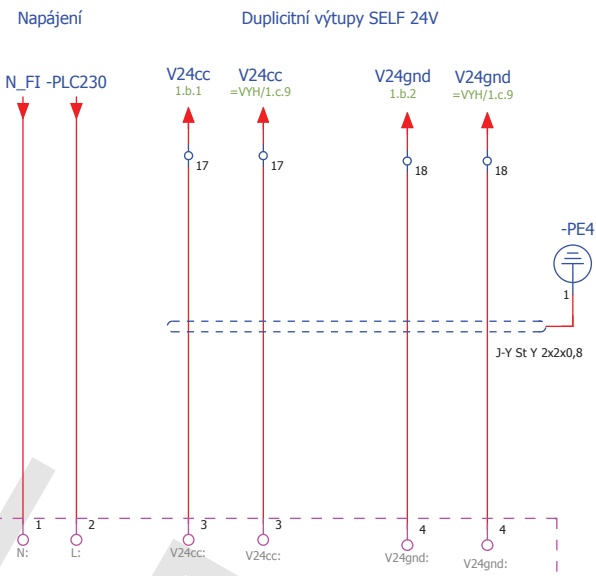 Napájení
Duplicitní výtupy SELF 24V
N_FI -PLC230
V24cc
1.b.1
V24cc
=VYH/1.c.9
V24gnd
1.b.2
V24gnd
=VYH/1.c.9
17
17
18
18
-PE4
1
J-Y St Y 2x2x0,8
1
2
3
3
4
4
N:
L:
V24cc:
V24cc:
V24gnd:
V24gnd: